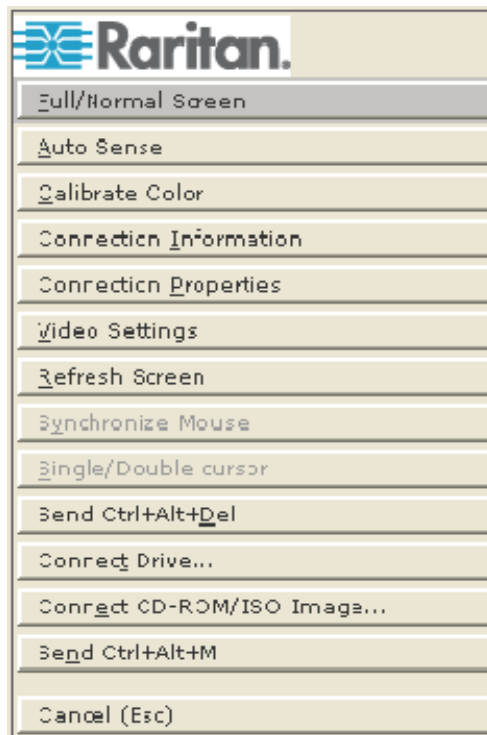 Raritan.
Full/Normal Screen
Auto Sense
Calibrate Color
Connection Information
Connection Properties
Video Settings
Refresh Screen
Synchronize Mouse
Single/Double cursor
Send Ctrl+Alt+Del
Connect Drive...
Connect CD-ROM/ISO Image...
Send Ctrl+Alt+M
Cancel (Esc)